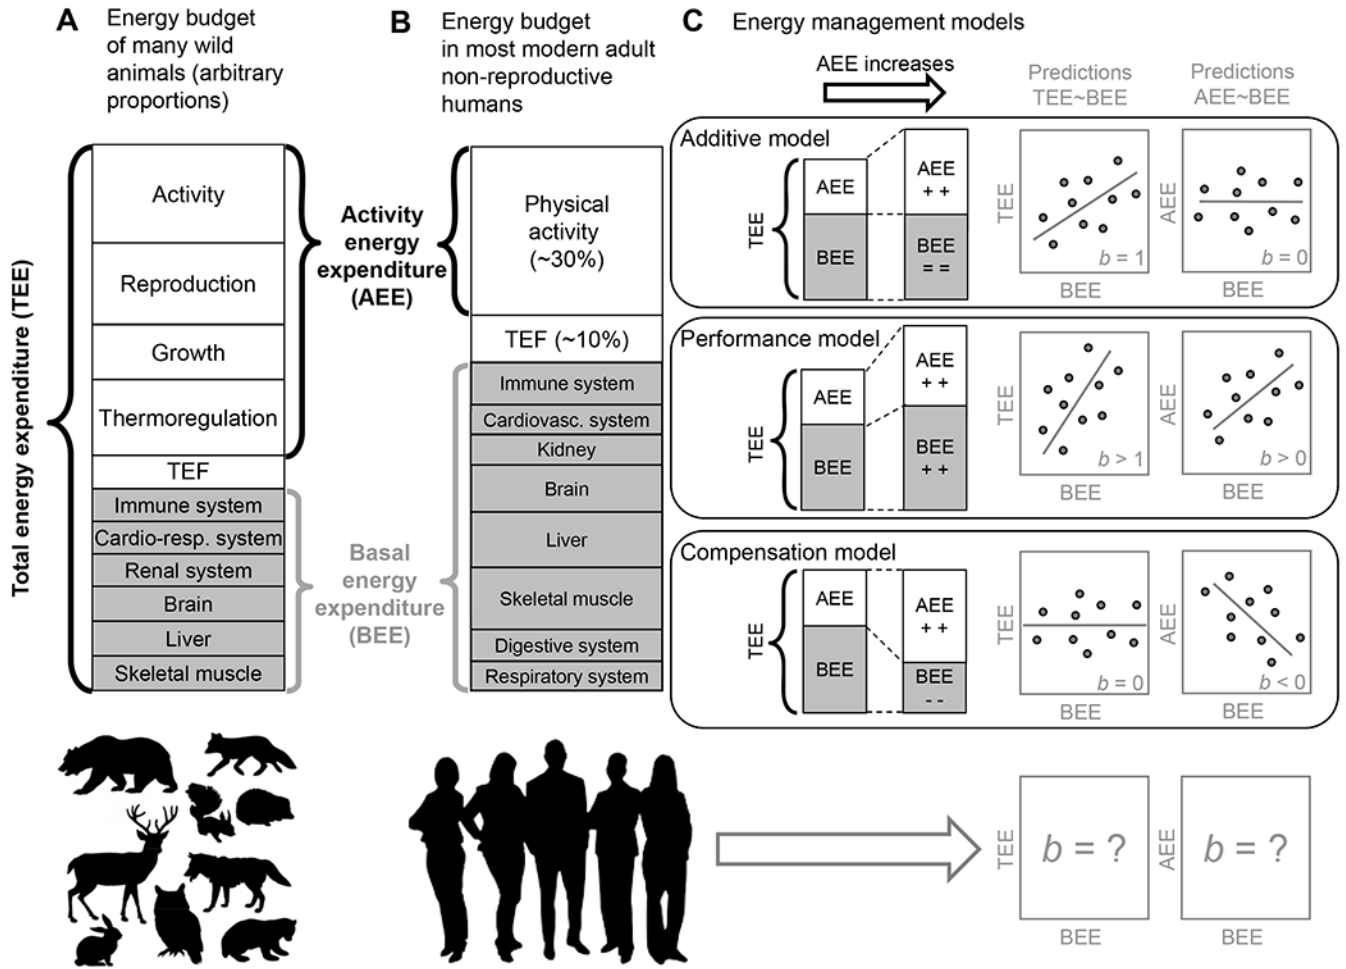 A
Energy budget
of many wild
animals (arbitrary
proportions)
Total energy expenditure (TEE)
Activity
Reproduction
Growth
Thermoregulation
TEF
Immune system
Cardio-resp. system
Renal system
Brain
Liver
Skeletal muscle
Activity
energy
expenditure
(AEE)
Basal
energy
expenditure
(BEE)
B
Energy budget
in most modern adult
non-reproductive
humans
Physical
activity
(~30%)
TEF (~10%)
Immune system
Cardiovasc. system
Kidney
Brain
Liver
Skeletal muscle
Digestive system
Respiratory system
C
Energy management models
AEE increases
Predictions
TEE~BEE
Predictions
AEE~BEE
Additive model
TEE
AEE
BEE
AEE
+ +
BEE
= =
TEE
b = 1
BEE
AEE
b = 0
BEE
Performance model
TEE
AEE
BEE
AEE
+ +
BEE
+ +
TEE
b > 1
BEE
AEE
b > 0
BEE
Compensation model
TEE
AEE
BEE
AEE
+ +
BEE
- -
TEE
b = 0
BEE
AEE
b < 0
BEE
TEE
b = ?
BEE
AEE
b = ?
BEE